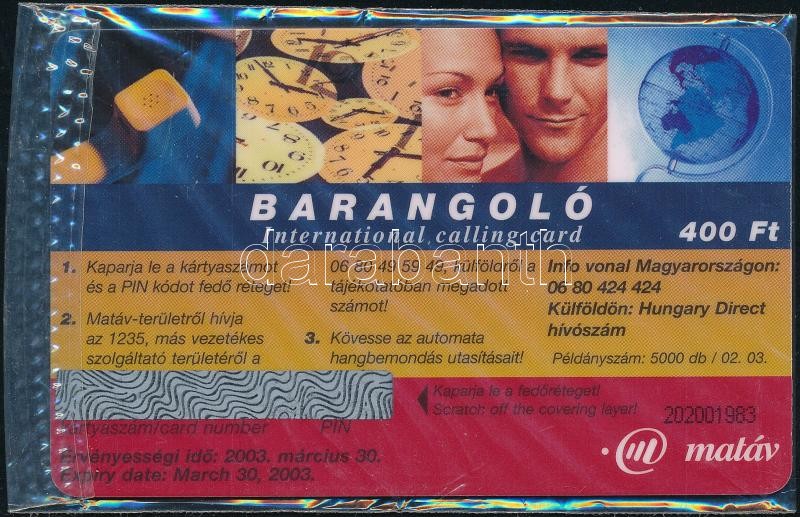 BARANGOLÓ
International calling card
400 Ft
darabanth
1. Kaparja le a kártyaszámot
és a PIN kódot fedő réteget!
2. Matáv-területről hívja
az 1235, más vezetékes
szolgáltató területéről a
06 80 49 59 49, külföldről a
tájékoztatóban megadott
számot!
3. Kövesse az automata
hangbemondás utasításait!
Info vonal Magyarországon:
06 80 424 424
Külföldön: Hungary Direct
hívószám
Példányszám: 5000 db / 02. 03.
Kaparja le a fedőréteget!
Scratch off the covering layer!
202001983
kártyaszám/card number PIN
Érvényességi idő: 2003. március 30.
Expiry date: March 30, 2003.
matáv